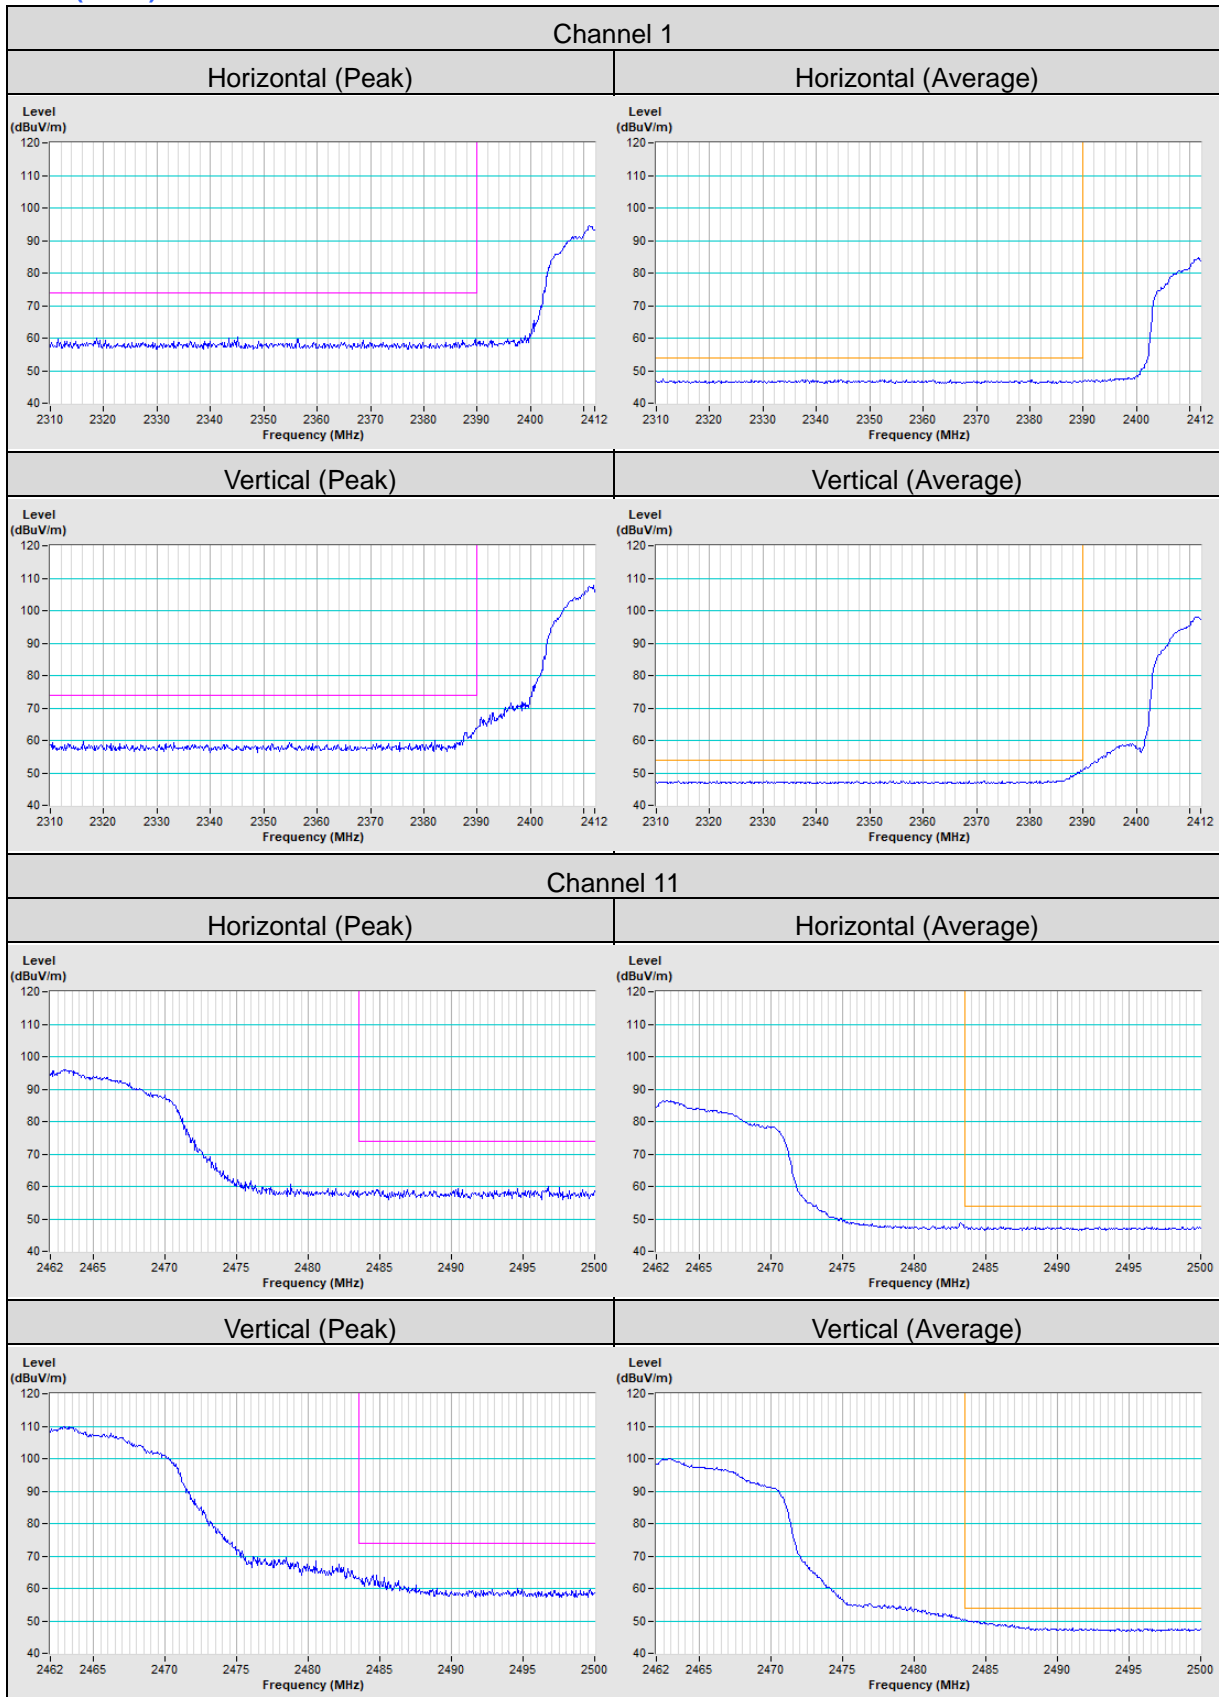 Channel 1
Horizontal (Peak) Horizontal (Average)
Level Level
(dBuV/m) (dBuV/m)
120 120
110 110
100 100
90 90
80 80
70 70
60 60
50 50
40 40
2310 2320 2330 2340 2350 2360 2370 2380 2390 2400 2412 2310 2320 2330 2340 2350 2360 2370 2380 2390 2400 2412
Frequency (MHz) Frequency (MHz)
Vertical (Peak) Vertical (Average)
Level Level
(dBuV/m) (dBuV/m)
120 120
110 110
100 100
90 90
80 80
70 70
60 60
50 50
40 40
2310 2320 2330 2340 2350 2360 2370 2380 2390 2400 2412 2310 2320 2330 2340 2350 2360 2370 2380 2390 2400 2412
Frequency (MHz) Frequency (MHz)
Channel 11
Horizontal (Peak) Horizontal (Average)
Level Level
(dBuV/m) (dBuV/m)
120 120
110 110
100 100
90 90
80 80
70 70
60 60
50 50
40 40
2462 2465 2470 2475 2480 2485 2490 2495 2500 2462 2465 2470 2475 2480 2485 2490 2495 2500
Frequency (MHz) Frequency (MHz)
Vertical (Peak) Vertical (Average)
Level Level
(dBuV/m) (dBuV/m)
120 120
110 110
100 100
90 90
80 80
70 70
60 60
50 50
40 40
2462 2465 2470 2475 2480 2485 2490 2495 2500 2462 2465 2470 2475 2480 2485 2490 2495 2500
Frequency (MHz) Frequency (MHz)